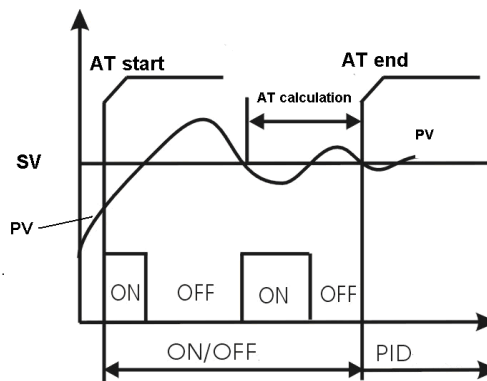 AT start
AT end
AT calculation
PV
SV
PV
ON OFF ON OFF
ON/OFF PID